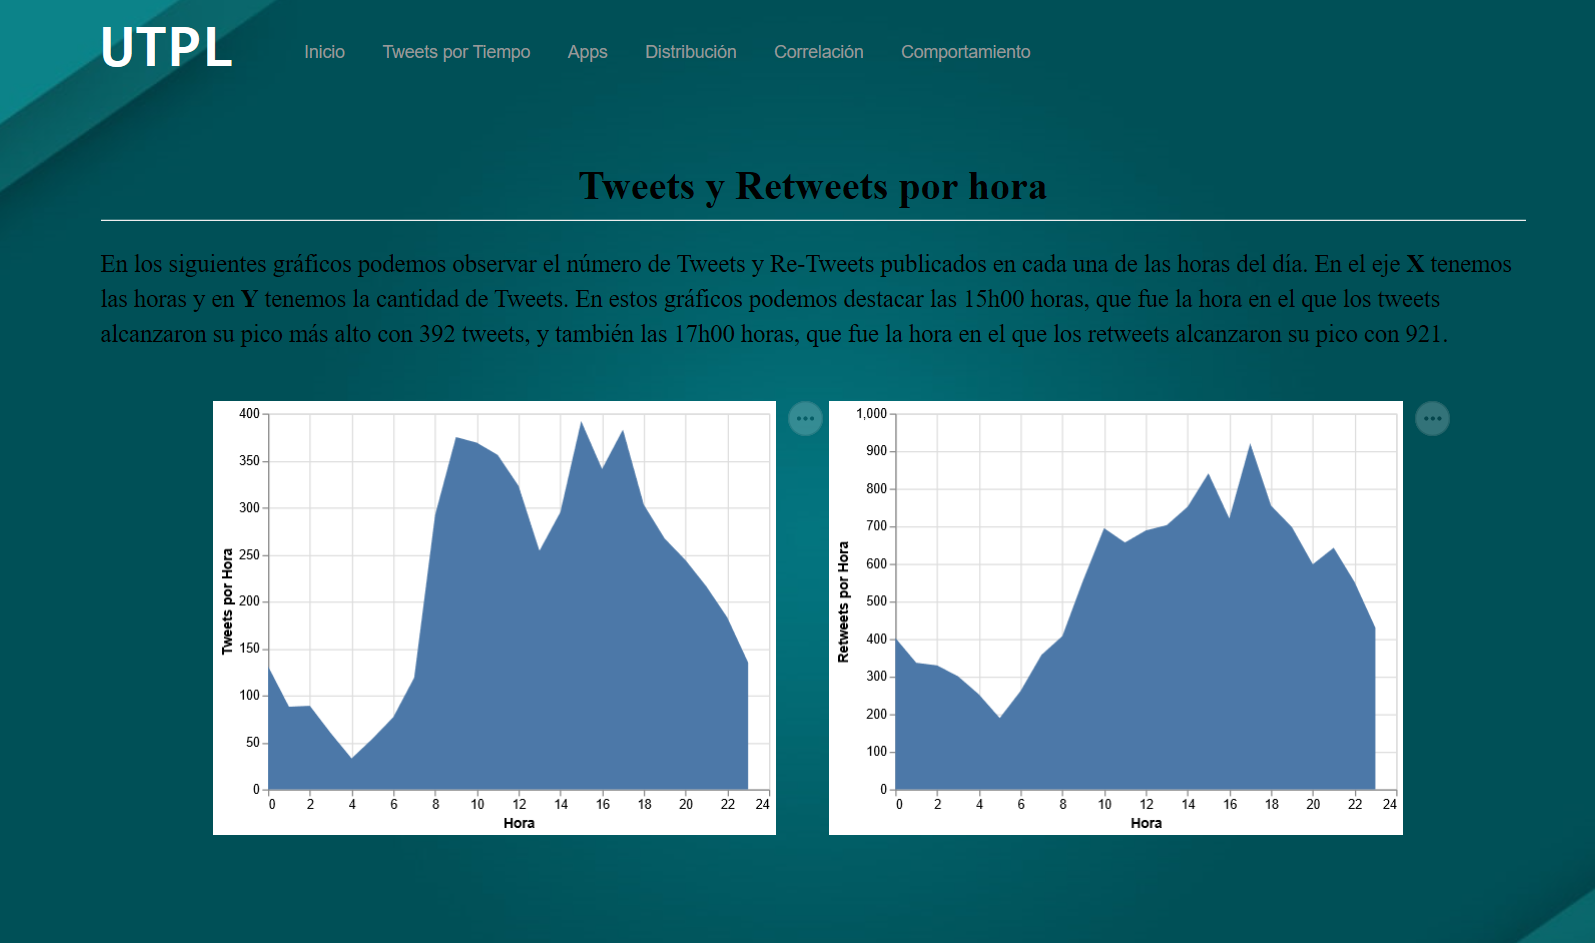 UTPL
Inicio Tweets por Tiempo Apps Distribución Correlación Comportamiento
Tweets y Retweets por hora
En los siguientes gráficos podemos observar el número de Tweets y Re-Tweets publicados en cada una de las horas del día. En el eje X tenemos
las horas y en Y tenemos la cantidad de Tweets. En estos gráficos podemos destacar las 15h00 horas, que fue la hora en el que los tweets
alcanzaron su pico más alto con 392 tweets, y también las 17h00 horas, que fue la hora en el que los retweets alcanzaron su pico con 921.
Tweets por Hora
400
350
300
250
200
150
100
50
0
0 2 4 6 8 10 12 14 16 18 20 22 24
Hora
Retweets por Hora
1,000
900
800
700
600
500
400
300
200
100
0
0 2 4 6 8 10 12 14 16 18 20 22 24
Hora